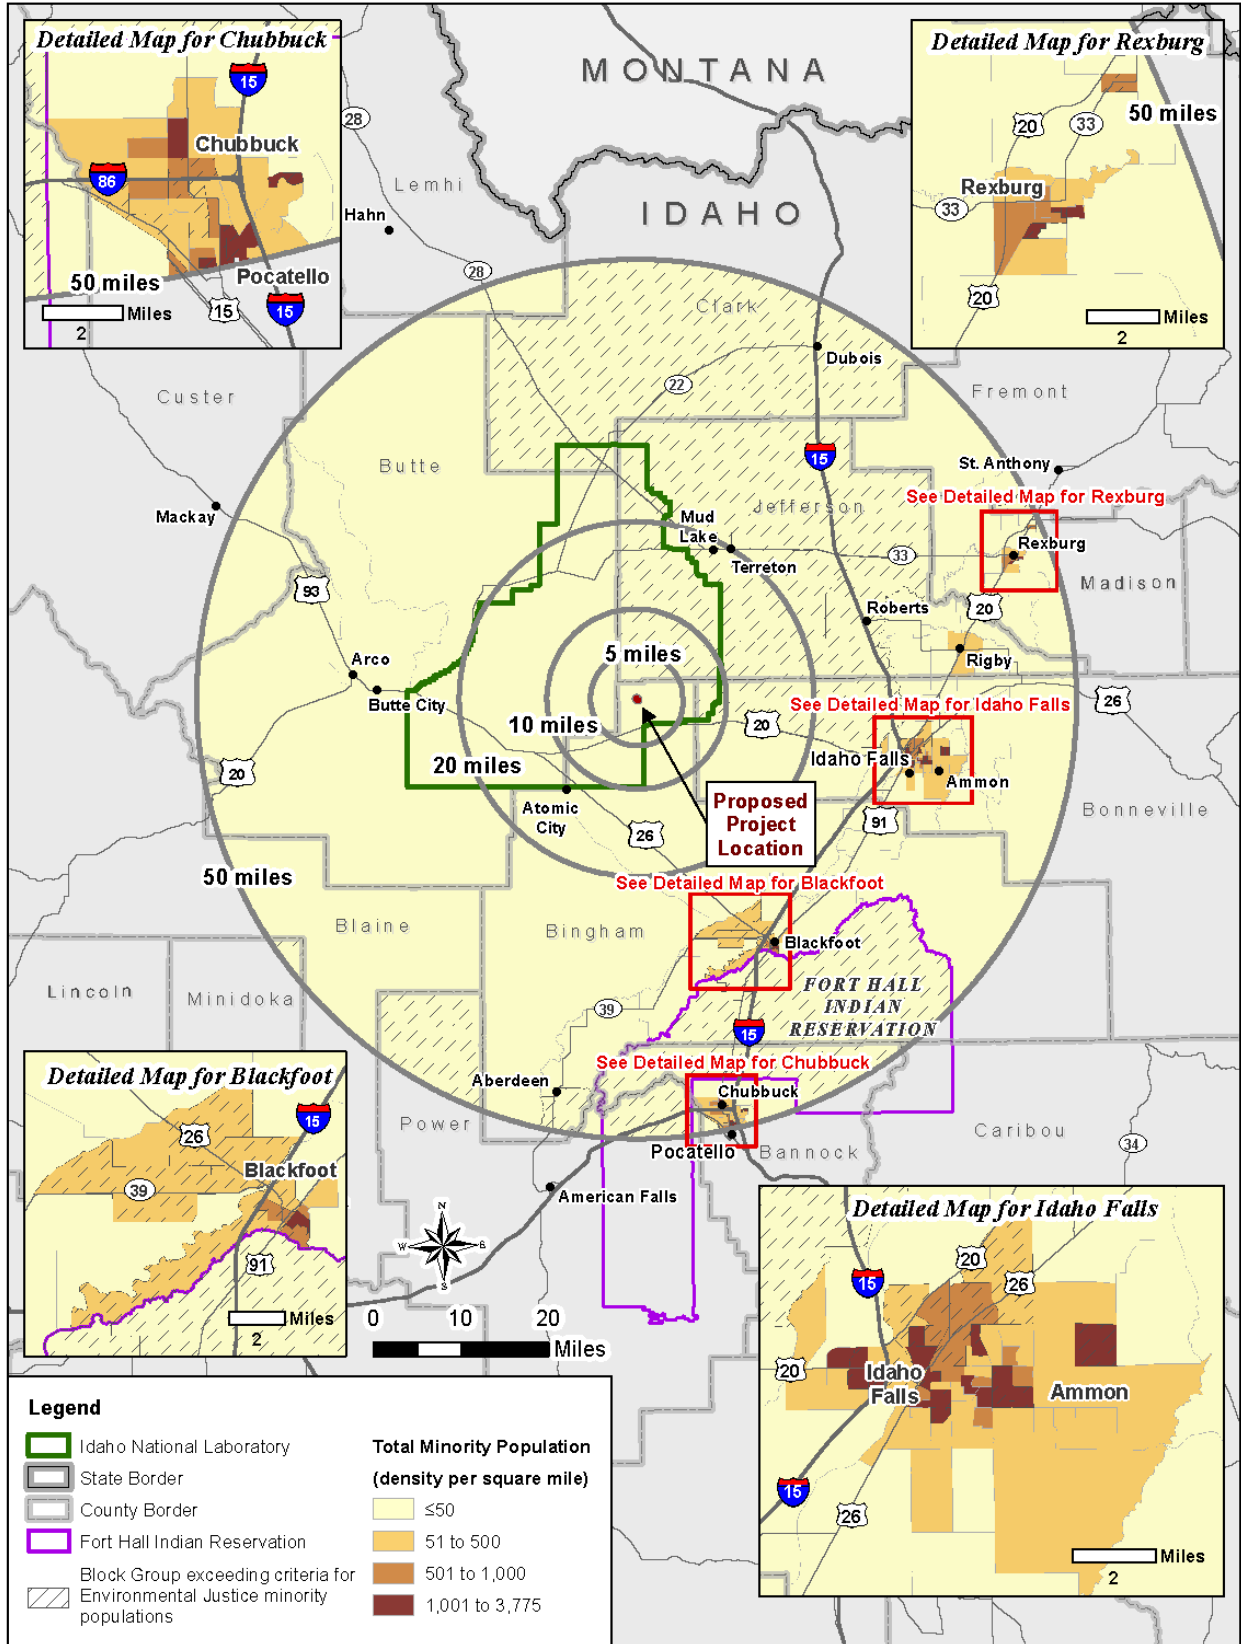 Detailed Map for Chubbuck
15
Chubbuck
86
50 miles
Pocatello
15
15
Miles
2
Detailed Map for Rexburg
50 miles
20
33
Rexburg
33
20
Miles
2
MONTANA
IDAHO
28
Lemhi
Hahn
28
Clark
Dubois
22
Custer
Fremont
15
Butte
St. Anthony
See Detailed Map for Rexburg
Jefferson
Mackay
Mud
Lake
Terreton
33
Rexburg
Madison
93
Roberts
20
5 miles
Rigby
Arco
Butte City
26
See Detailed Map for Idaho Falls
10 miles
20
20 miles
20
Idaho Falls
Ammon
Atomic
City
Proposed
Project
Location
26
91
Bonneville
50 miles
See Detailed Map for Blackfoot
Blaine
Bingham
Blackfoot
Lincoln
Minidoka
FORT HALL
INDIAN
RESERVATION
39
15
See Detailed Map for Chubbuck
Aberdeen
Chubbuck
Power
Pocatello
Bannock
Caribou
34
American Falls
Detailed Map for Blackfoot
15
26
Blackfoot
39
91
Miles
2
N
W
E
S
0 10 20
Miles
Detailed Map for Idaho Falls
20
15
26
20
Idaho
Falls
Ammon
15
26
Miles
2
Legend
Idaho National Laboratory
State Border
County Border
Fort Hall Indian Reservation
Block Group exceeding criteria for
Environmental Justice minority
populations
Total Minority Population
(density per square mile)
≤50
51 to 500
501 to 1,000
1,001 to 3,775